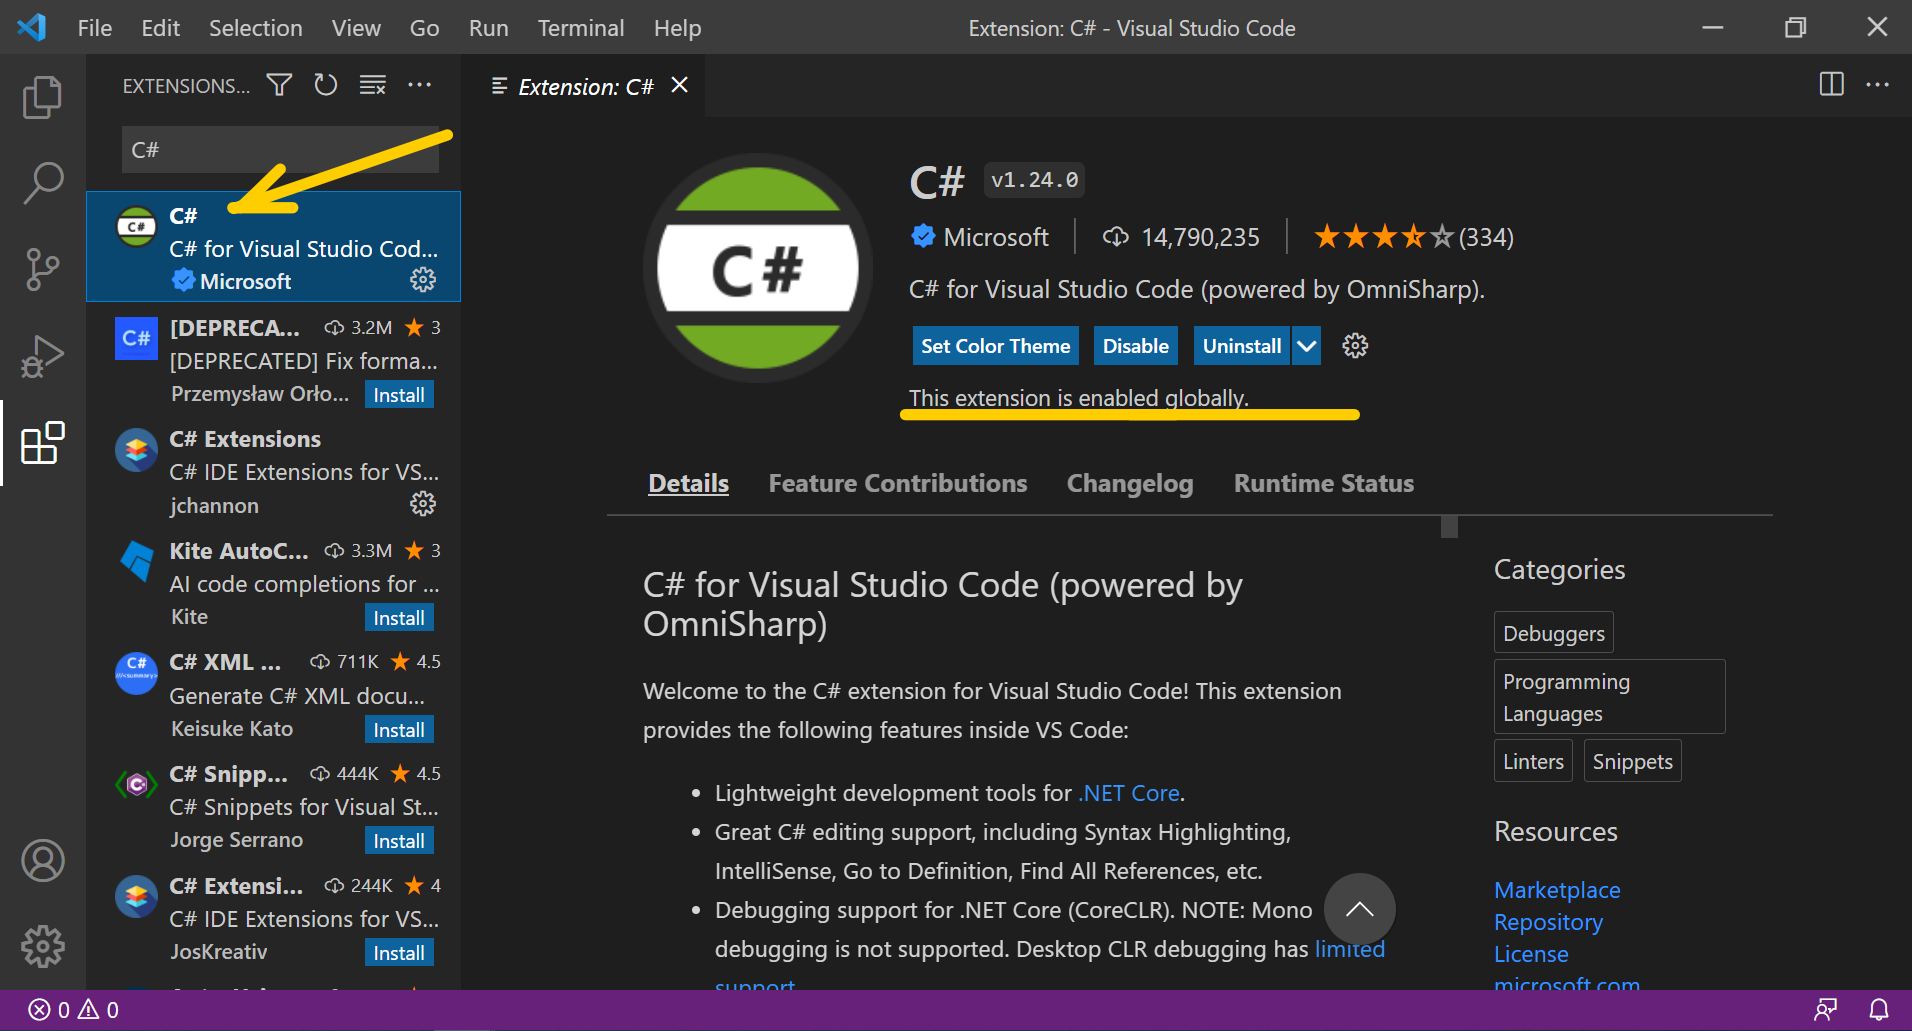 File Edit Selection View Go Run Terminal Help
Extension: C# - Visual Studio Code
EXTENSIONS...
C#
C#
C#
C# for Visual Studio Cod...
Microsoft
[DEPRECA... 3.2M ★ 3
C#
[DEPRECATED] Fix forma...
Przemysław Orło... Install
C# Extensions
C# IDE Extensions for VS...
jchannon
Kite AutoC... 3.3M ★ 3
AI code completions for ...
Kite Install
C# XML ... 711K ★ 4.5
C#
///<summary>
Generate C# XML docu...
Keisuke Kato Install
C# Snipp... 444K ★ 4.5
C# Snippets for Visual St...
Jorge Serrano Install
C# Extensi... 244K ★ 4
C# IDE Extensions for VS...
JosKreativ Install
Extension: C#
C#
C# v1.24.0
Microsoft 14,790,235 (334)
C# for Visual Studio Code (powered by OmniSharp).
Set Color Theme Disable Uninstall
This extension is enabled globally.
Details Feature Contributions Changelog Runtime Status
C# for Visual Studio Code (powered by
OmniSharp)
Welcome to the C# extension for Visual Studio Code! This extension
provides the following features inside VS Code:
• Lightweight development tools for .NET Core.
• Great C# editing support, including Syntax Highlighting,
IntelliSense, Go to Definition, Find All References, etc.
• Debugging support for .NET Core (CoreCLR). NOTE: Mono
debugging is not supported. Desktop CLR debugging has limited
support
Categories
Debuggers
Programming
Languages
Linters Snippets
Resources
Marketplace
Repository
License
microsoft.com
0 0